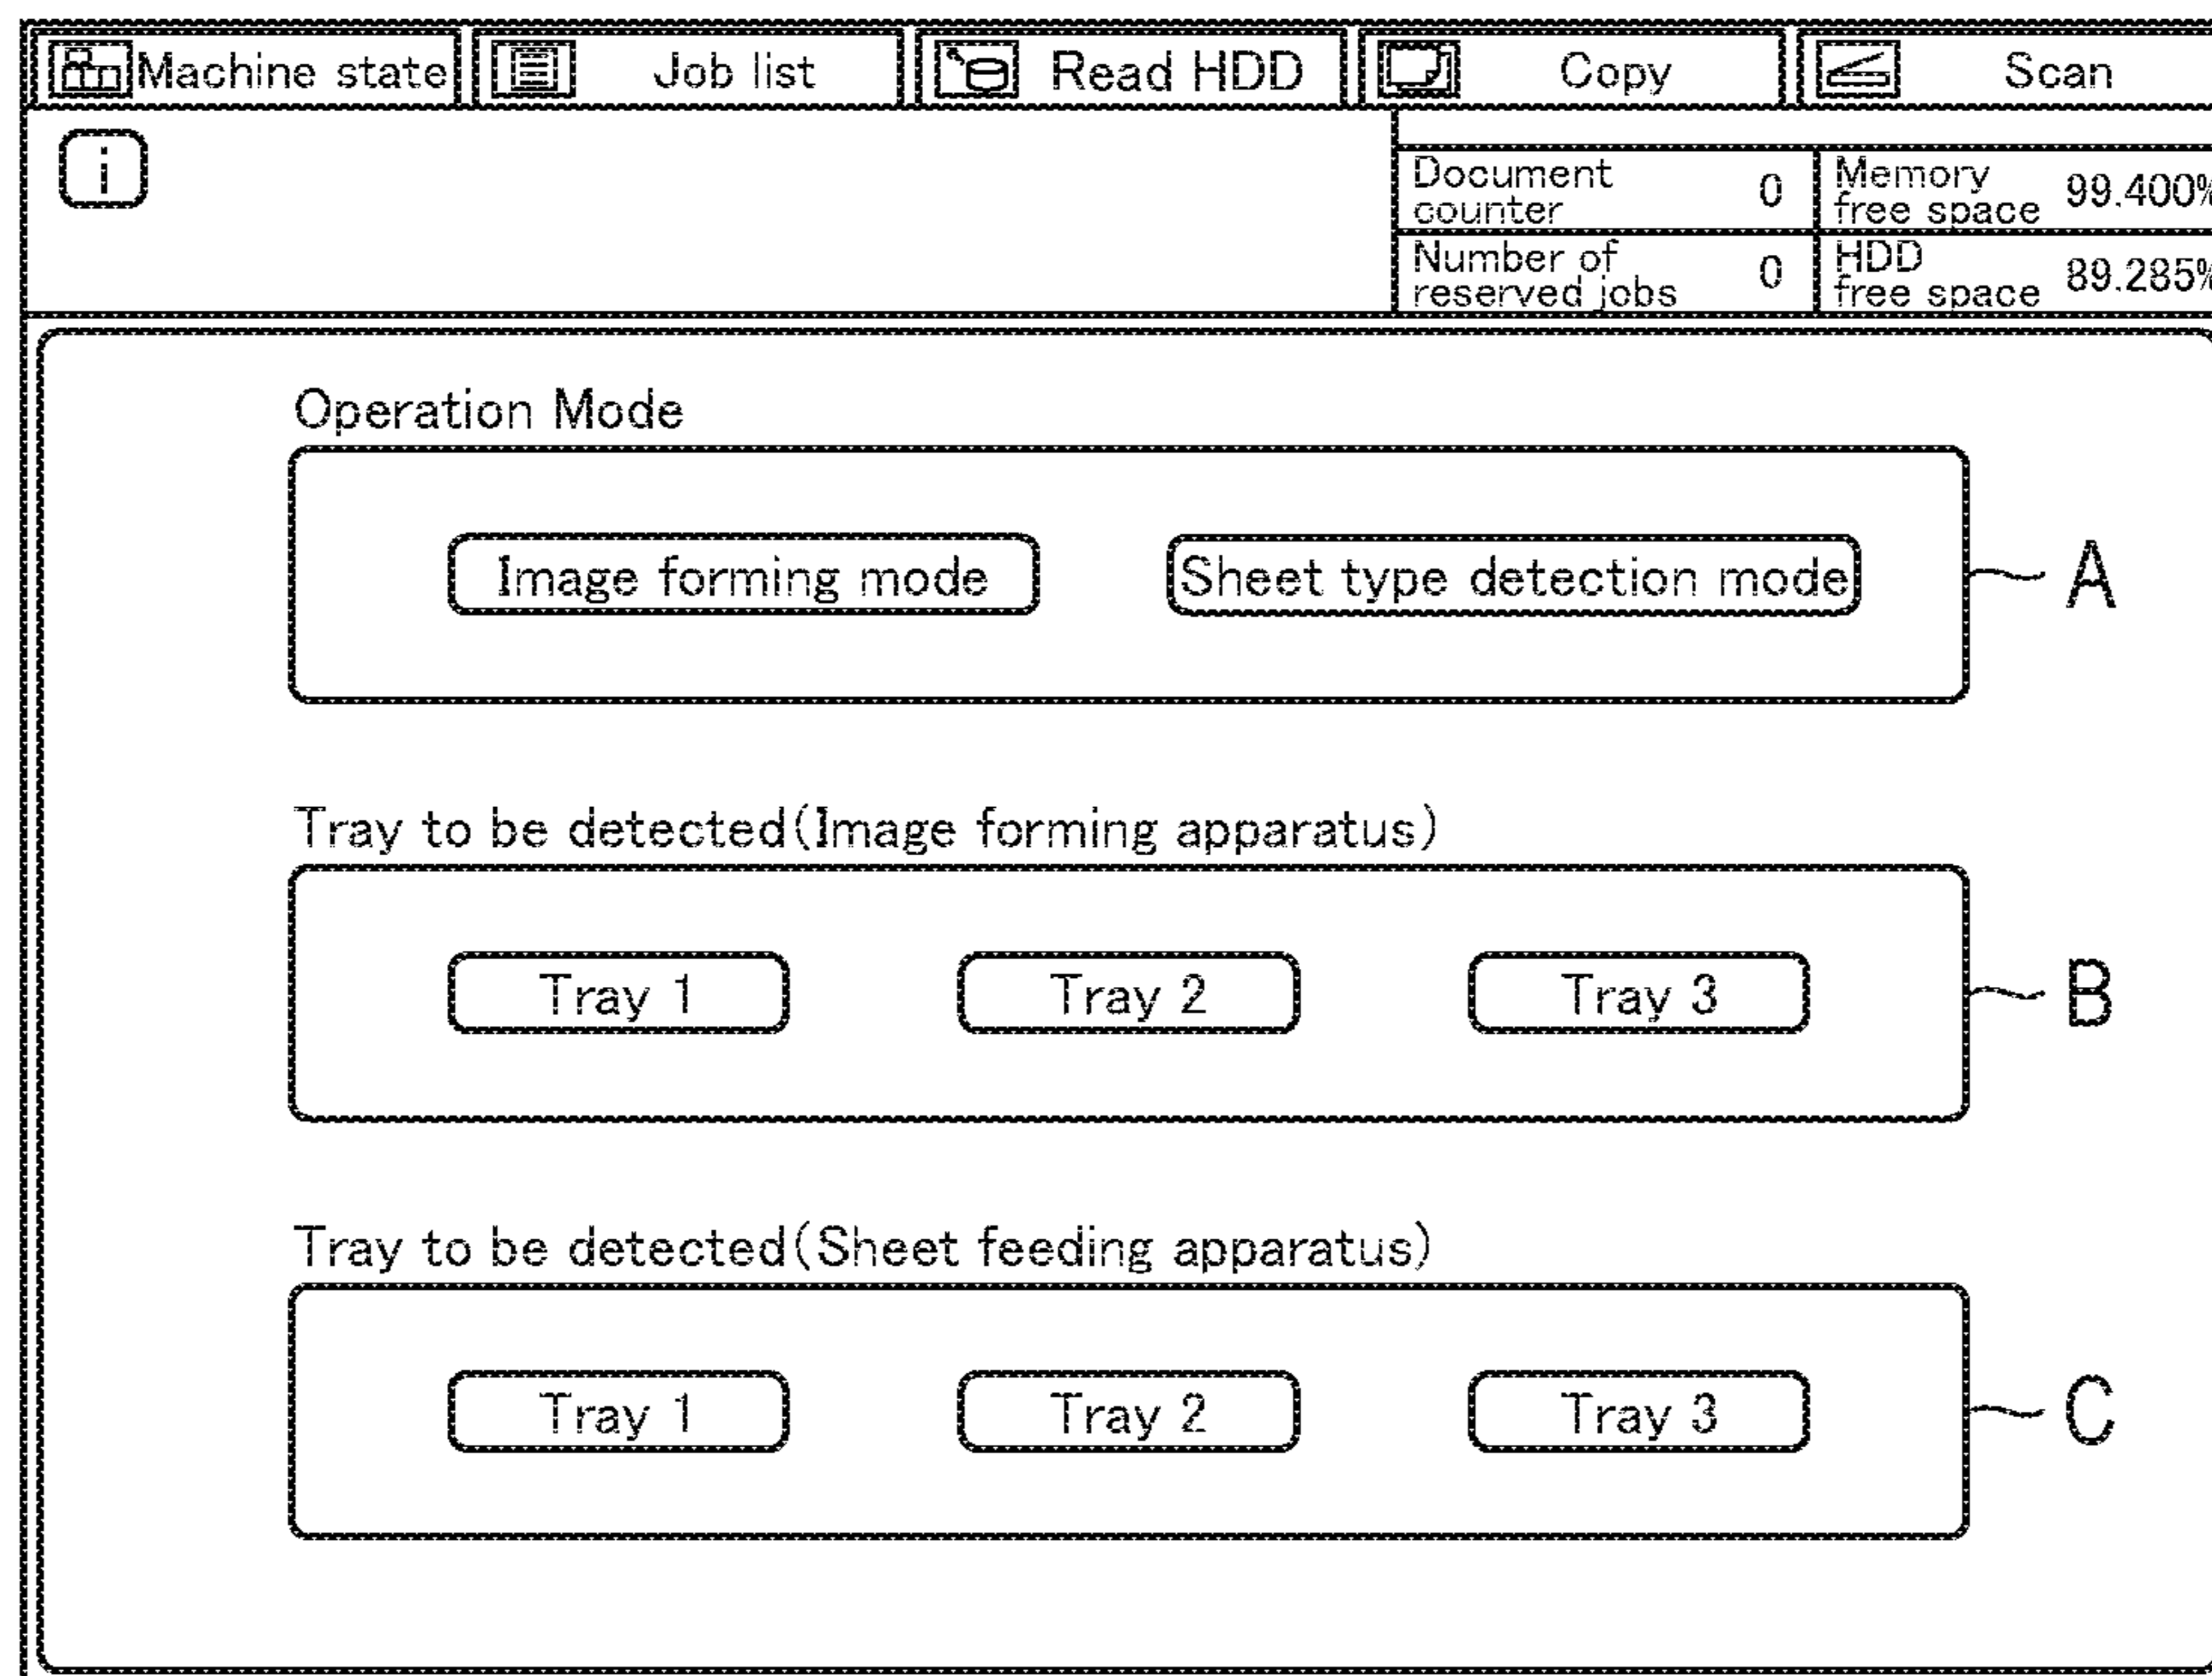 Machine state
Job list
Read HDD
Copy
Scan
i
Document
counter
0
Memory
free space
99.400%
Number of
reserved jobs
0
HDD
free space
89.285%
Operation Mode
Image forming mode
Sheet type detection mode
A
Tray to be detected(Image forming apparatus)
Tray 1
Tray 2
Tray 3
B
Tray to be detected(Sheet feeding apparatus)
Tray 1
Tray 2
Tray 3
C